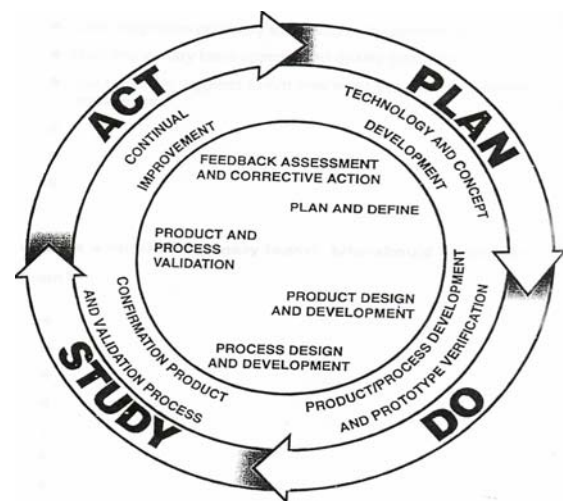 ACT
PLAN
DO
STUDY
TECHNOLOGY AND CONCEPT
DEVELOPMENT
PRODUCT/PROCESS DEVELOPMENT
AND PROTOTYPE VERIFICATION
CONFIRMATION PRODUCT
AND VALIDATION PROCESS
CONTINUAL
IMPROVEMENT
FEEDBACK ASSESSMENT
AND CORRECTIVE ACTION
PLAN AND DEFINE
PRODUCT AND
PROCESS
VALIDATION
PRODUCT DESIGN
AND DEVELOPMENT
PROCESS DESIGN
AND DEVELOPMENT